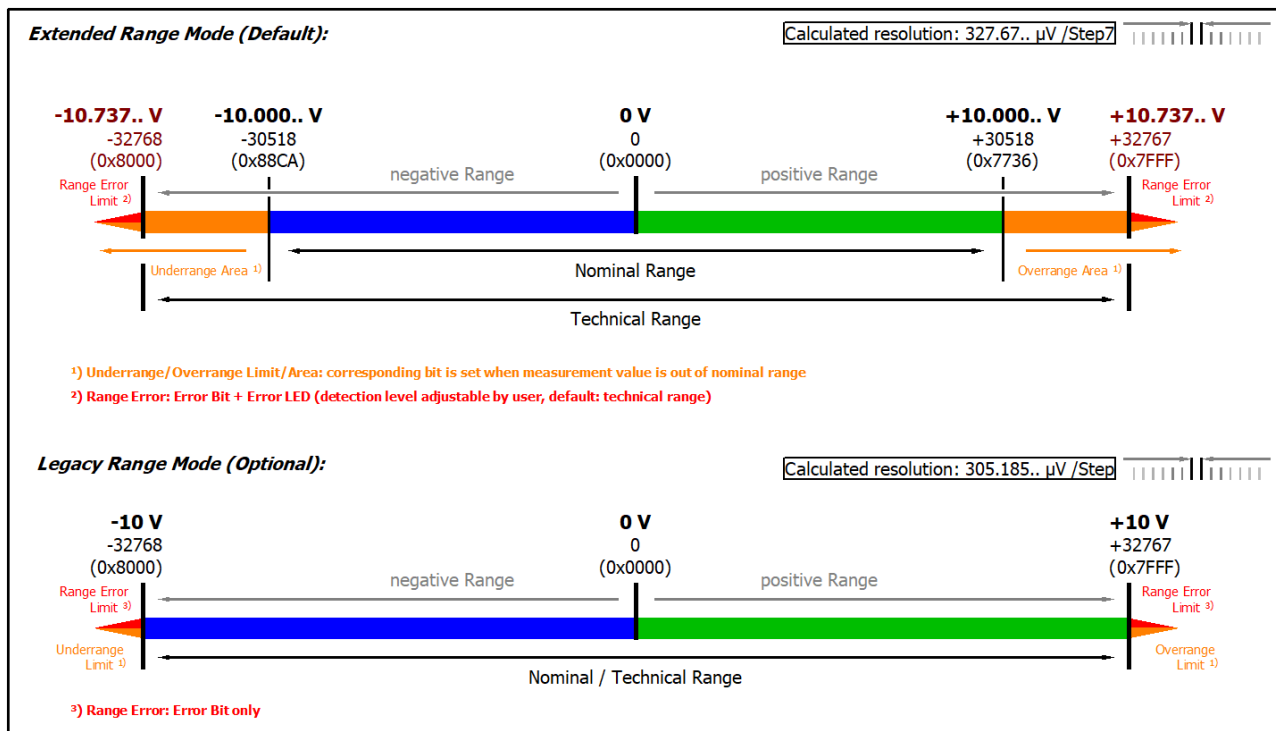 Extended Range Mode (Default):
Calculated resolution: 327.67.. µV /Step7
-10.737.. V -10.000.. V 0 V +10.000.. V +10.737.. V
-32768 -30518 0 +30518 +32767
(0x8000) (0x88CA) (0x0000) (0x7736) (0x7FFF)
negative Range positive Range
Range Error Range Error
Limit ²⁾ Limit ²⁾
Underrange Area ¹⁾ Nominal Range Overrange Area ¹⁾
Technical Range
¹⁾ Underrange/Overrange Limit/Area: corresponding bit is set when measurement value is out of nominal range
²⁾ Range Error: Error Bit + Error LED (detection level adjustable by user, default: technical range)
Legacy Range Mode (Optional):
Calculated resolution: 305.185.. µV /Step
-10 V 0 V +10 V
-32768 0 +32767
(0x8000) (0x0000) (0x7FFF)
negative Range positive Range
Range Error Range Error
Limit ³⁾ Limit ³⁾
Underrange Overrange
Limit ¹⁾ Limit ¹⁾
Nominal / Technical Range
³⁾ Range Error: Error Bit only